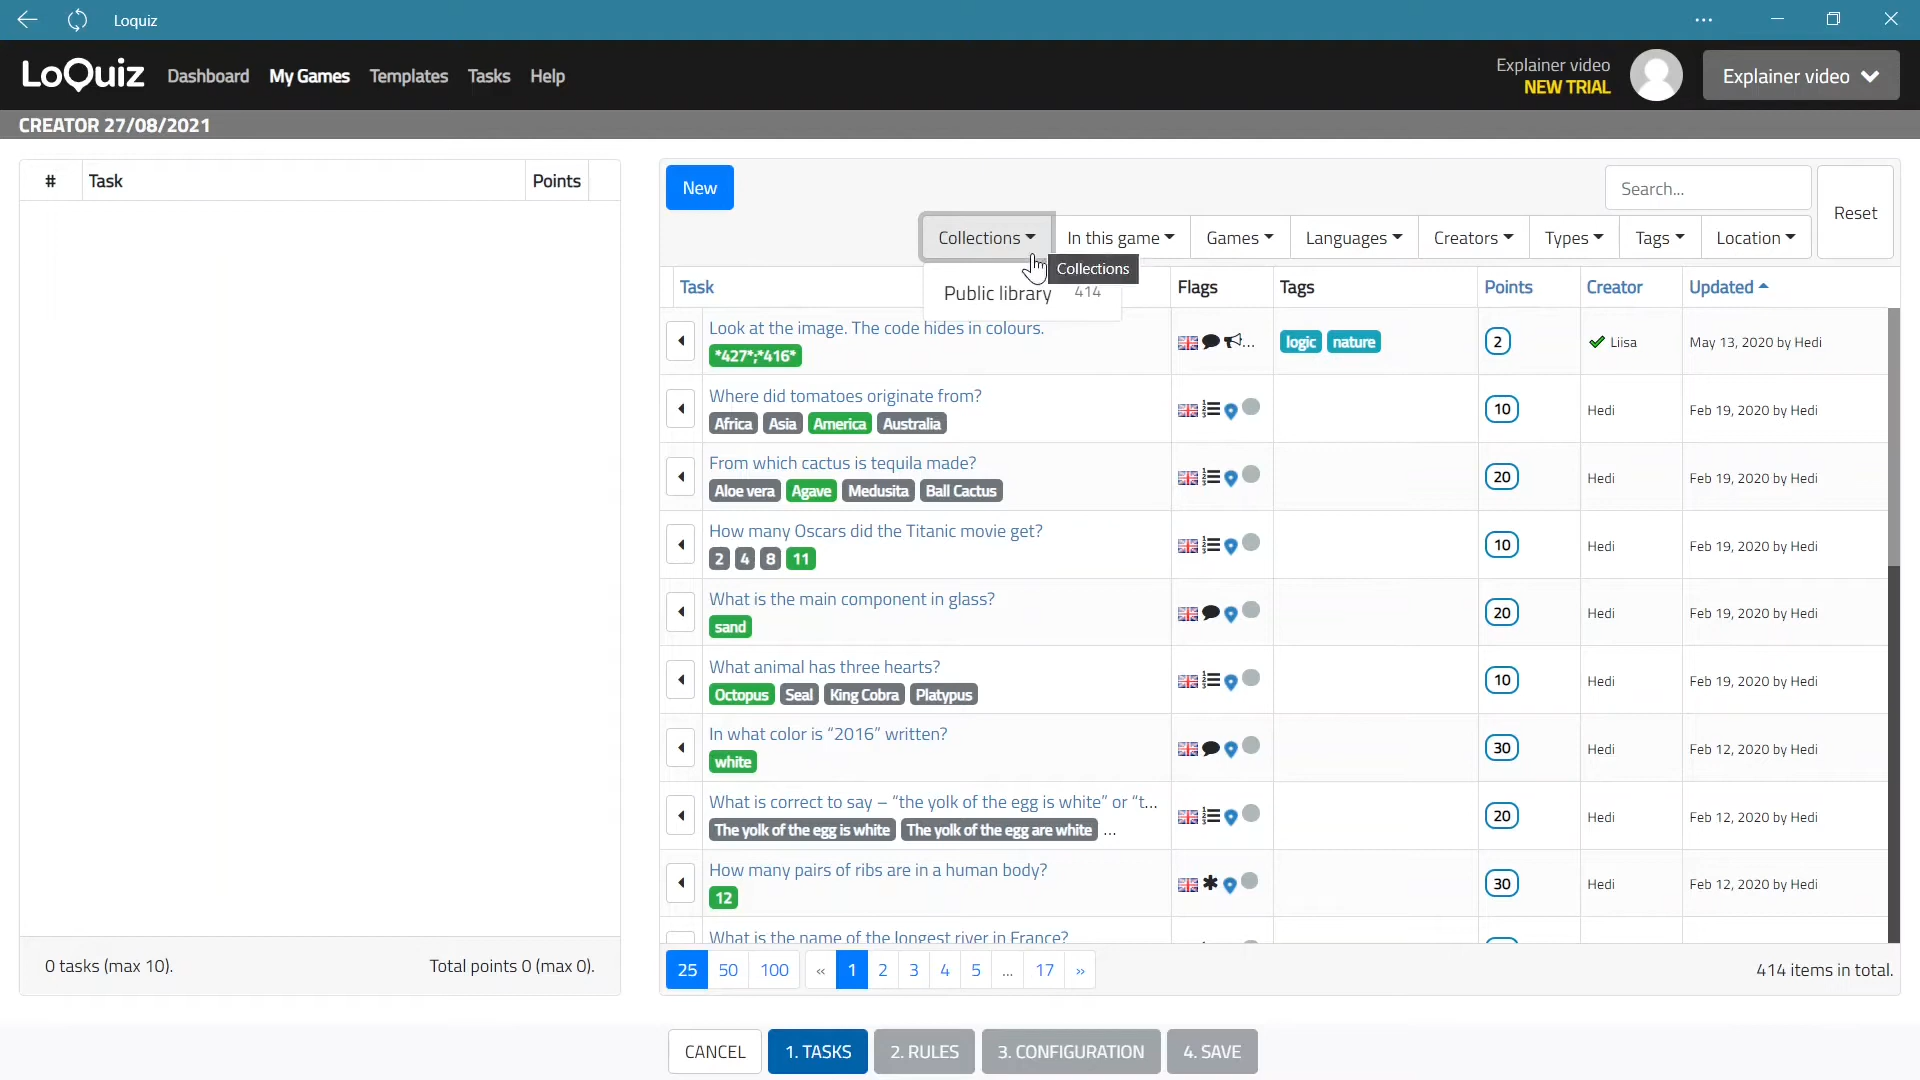 Loquiz
LoQuiz Dashboard My Games Templates Tasks Help
Explainer video
NEW TRIAL
Explainer video
CREATOR 27/08/2021
# Task Points
0 tasks (max 10). Total points 0 (max 0).
New
Search...
Reset
Collections In this game Games Languages Creators Types Tags Location
Collections
Public library 414
Task Flags Tags Points Creator Updated
Look at the image. The code hides in colours.
*427*;*416*
... logic nature 2 Liisa May 13, 2020 by Hedi
Where did tomatoes originate from?
Africa Asia America Australia
10 Hedi Feb 19, 2020 by Hedi
From which cactus is tequila made?
Aloe vera Agave Medusita Ball Cactus
20 Hedi Feb 19, 2020 by Hedi
How many Oscars did the Titanic movie get?
2 4 8 11
10 Hedi Feb 19, 2020 by Hedi
What is the main component in glass?
sand
20 Hedi Feb 19, 2020 by Hedi
What animal has three hearts?
Octopus Seal King Cobra Platypus
10 Hedi Feb 19, 2020 by Hedi
In what color is “2016” written?
white
30 Hedi Feb 12, 2020 by Hedi
What is correct to say – “the yolk of the egg is white” or “t...
The yolk of the egg is white The yolk of the egg are white ...
20 Hedi Feb 12, 2020 by Hedi
How many pairs of ribs are in a human body?
12
30 Hedi Feb 12, 2020 by Hedi
What is the name of the longest river in France?
25 50 100 « 1 2 3 4 5 ... 17 »
414 items in total.
CANCEL 1. TASKS 2. RULES 3. CONFIGURATION 4. SAVE